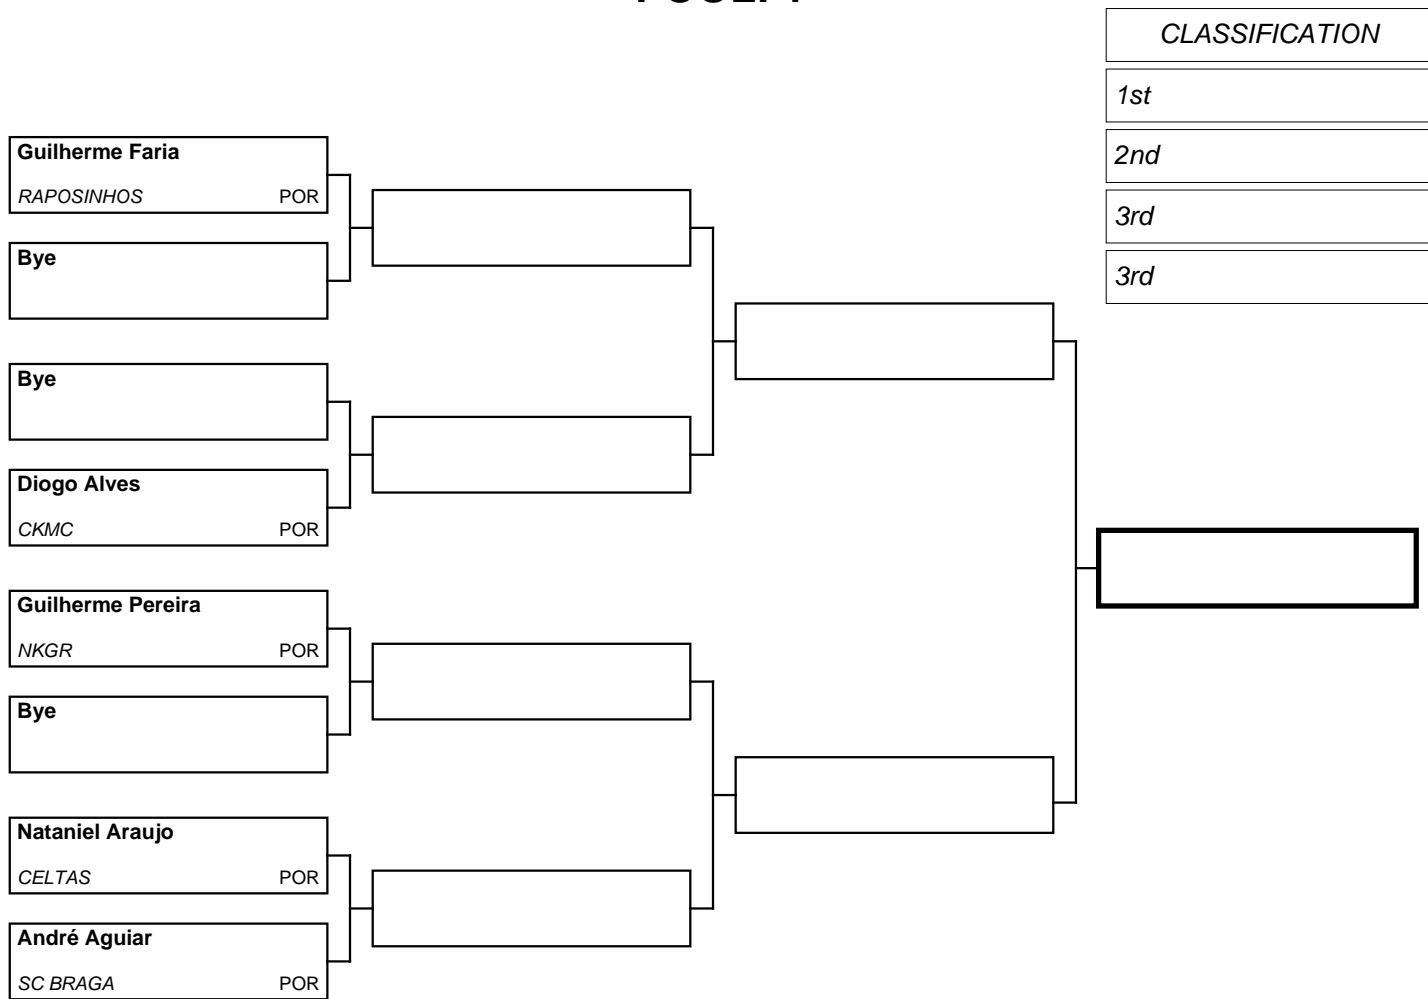 CLASSIFICATION
1st
2nd
3rd
3rd
Guilherme Faria
RAPOSINHOS POR
Bye
Bye
Diogo Alves
CKMC POR
Guilherme Pereira
NKGR POR
Bye
Nataniel Araujo
CELTAS POR
André Aguiar
SC BRAGA POR